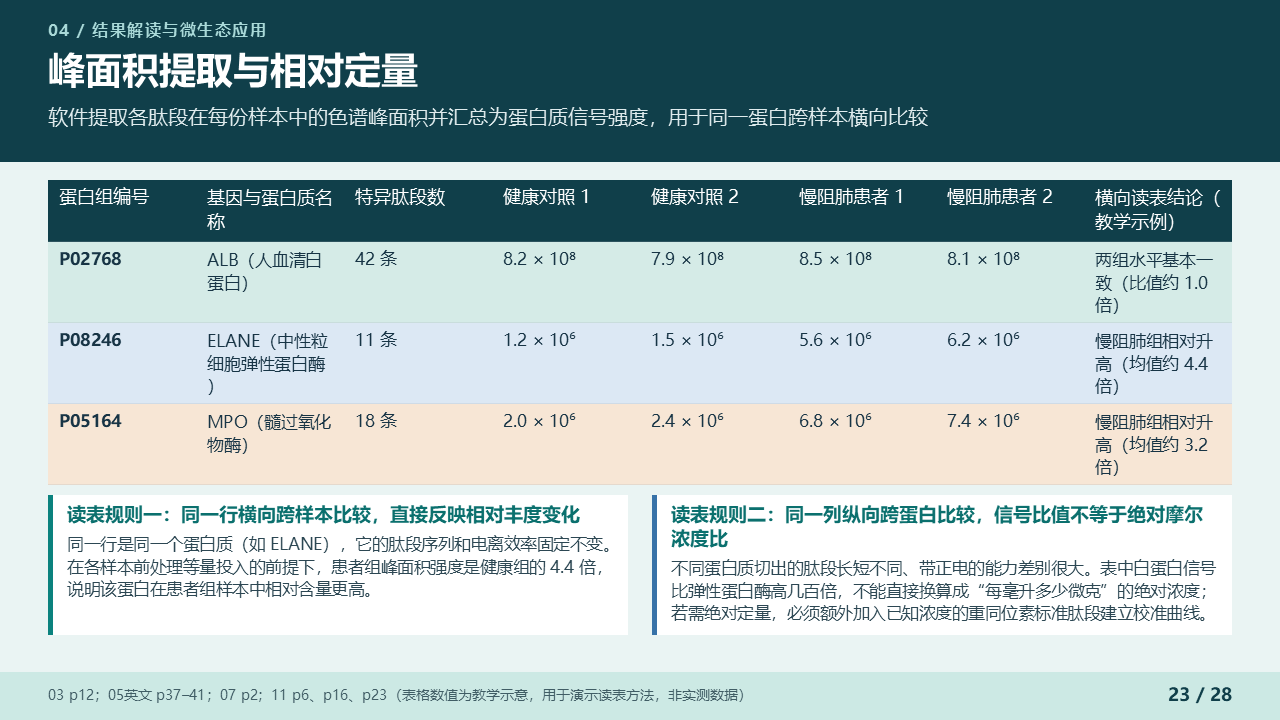 04 / 结果解读与微生态应用
峰面积提取与相对定量
软件提取各肽段在每份样本中的色谱峰面积并汇总为蛋白质信号强度，用于同一蛋白跨样本横向比较
蛋白组编号
基因与蛋白质名
称
特异肽段数
健康对照 1
健康对照 2
慢阻肺患者 1
慢阻肺患者 2
横向读表结论（
教学示例）
P02768
ALB（人血清白
蛋白）
42 条
8.2 × 10⁸
7.9 × 10⁸
8.5 × 10⁸
8.1 × 10⁸
两组水平基本一
致（比值约 1.0
倍）
P08246
ELANE（中性粒
细胞弹性蛋白酶
）
11 条
1.2 × 10⁶
1.5 × 10⁶
5.6 × 10⁶
6.2 × 10⁶
慢阻肺组相对升
高（均值约 4.4
倍）
P05164
MPO（髓过氧化
物酶）
18 条
2.0 × 10⁶
2.4 × 10⁶
6.8 × 10⁶
7.4 × 10⁶
慢阻肺组相对升
高（均值约 3.2
倍）
读表规则一：同一行横向跨样本比较，直接反映相对丰度变化
同一行是同一个蛋白质（如 ELANE），它的肽段序列和电离效率固定不变。
在各样本前处理等量投入的前提下，患者组峰面积强度是健康组的 4.4 倍，
说明该蛋白在患者组样本中相对含量更高。
读表规则二：同一列纵向跨蛋白比较，信号比值不等于绝对摩尔
浓度比
不同蛋白质切出的肽段长短不同、带正电的能力差别很大。表中白蛋白信号
比弹性蛋白酶高几百倍，不能直接换算成“每毫升多少微克”的绝对浓度；
若需绝对定量，必须额外加入已知浓度的重同位素标准肽段建立校准曲线。
03 p12；05英文 p37–41；07 p2；11 p6、p16、p23（表格数值为教学示意，用于演示读表方法，非实测数据）
23 / 28